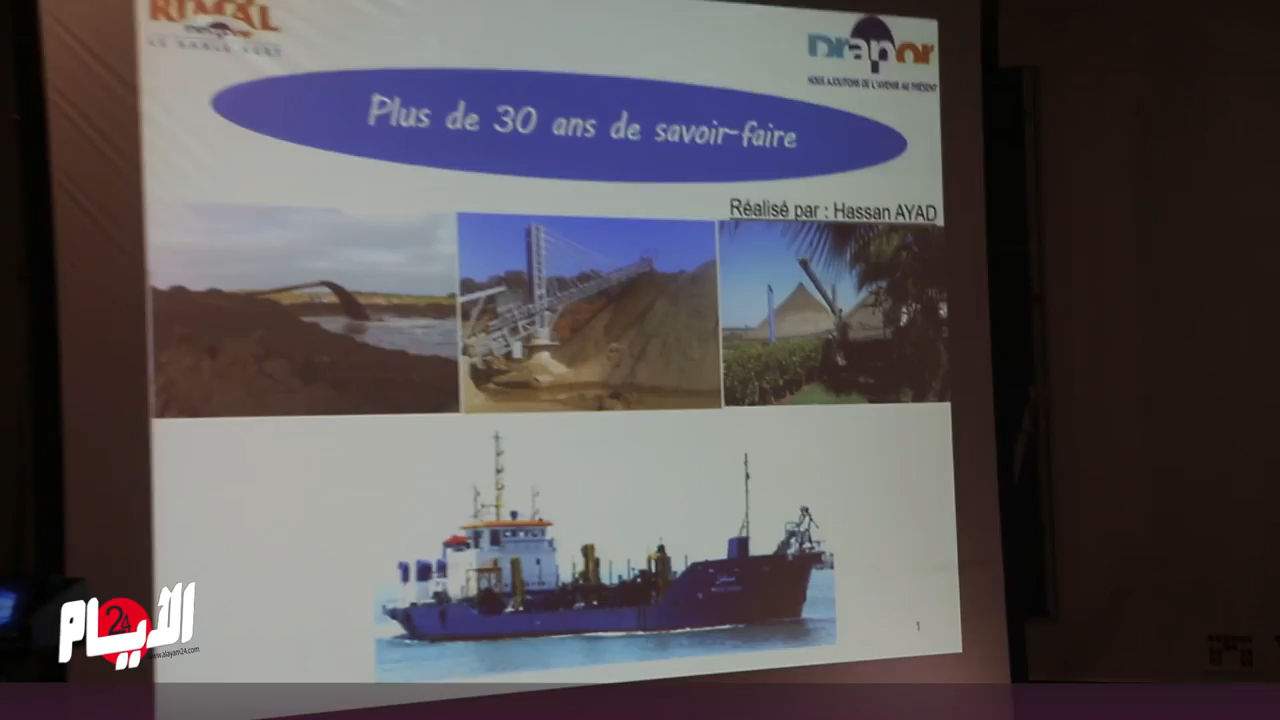 RIMAL
Drapor
NOUS AJOUTONS DE L'AVENIR AU PRÉSENT
Plus de 30 ans de savoir-faire
Réalisé par : Hassan AYAD
1
الأيام
24
www.alayam24.com